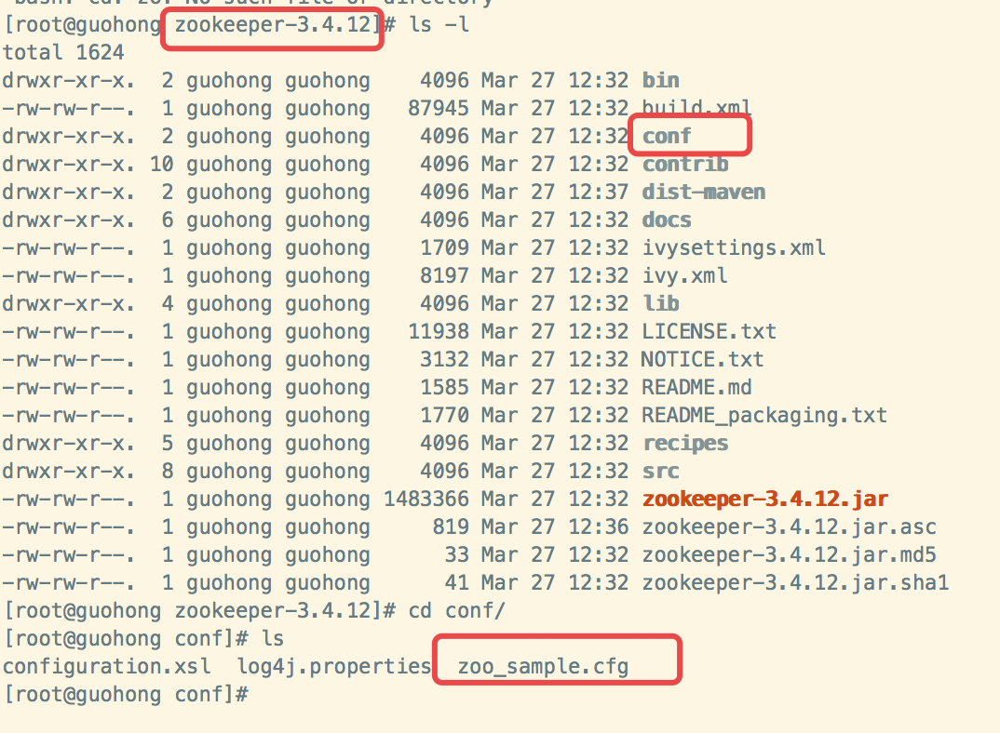 [root@guohong zookeeper-3.4.12]# ls -l
total 1624
drwxr-xr-x.  2 guohong guohong    4096 Mar 27 12:32 bin
-rw-rw-r--.  1 guohong guohong   87945 Mar 27 12:32 build.xml
drwxr-xr-x.  2 guohong guohong    4096 Mar 27 12:32 conf
drwxr-xr-x. 10 guohong guohong    4096 Mar 27 12:32 contrib
drwxr-xr-x.  2 guohong guohong    4096 Mar 27 12:37 dist-maven
drwxr-xr-x.  6 guohong guohong    4096 Mar 27 12:32 docs
-rw-rw-r--.  1 guohong guohong    1709 Mar 27 12:32 ivysettings.xml
-rw-rw-r--.  1 guohong guohong    8197 Mar 27 12:32 ivy.xml
drwxr-xr-x.  4 guohong guohong    4096 Mar 27 12:32 lib
-rw-rw-r--.  1 guohong guohong   11938 Mar 27 12:32 LICENSE.txt
-rw-rw-r--.  1 guohong guohong    3132 Mar 27 12:32 NOTICE.txt
-rw-rw-r--.  1 guohong guohong    1585 Mar 27 12:32 README.md
-rw-rw-r--.  1 guohong guohong    1770 Mar 27 12:32 README_packaging.txt
drwxr-xr-x.  5 guohong guohong    4096 Mar 27 12:32 recipes
drwxr-xr-x.  8 guohong guohong    4096 Mar 27 12:32 src
-rw-rw-r--.  1 guohong guohong 1483366 Mar 27 12:32 zookeeper-3.4.12.jar
-rw-rw-r--.  1 guohong guohong     819 Mar 27 12:36 zookeeper-3.4.12.jar.asc
-rw-rw-r--.  1 guohong guohong      33 Mar 27 12:32 zookeeper-3.4.12.jar.md5
-rw-rw-r--.  1 guohong guohong      41 Mar 27 12:32 zookeeper-3.4.12.jar.sha1
[root@guohong zookeeper-3.4.12]# cd conf/
[root@guohong conf]# ls
configuration.xsl  log4j.properties  zoo_sample.cfg
[root@guohong conf]#